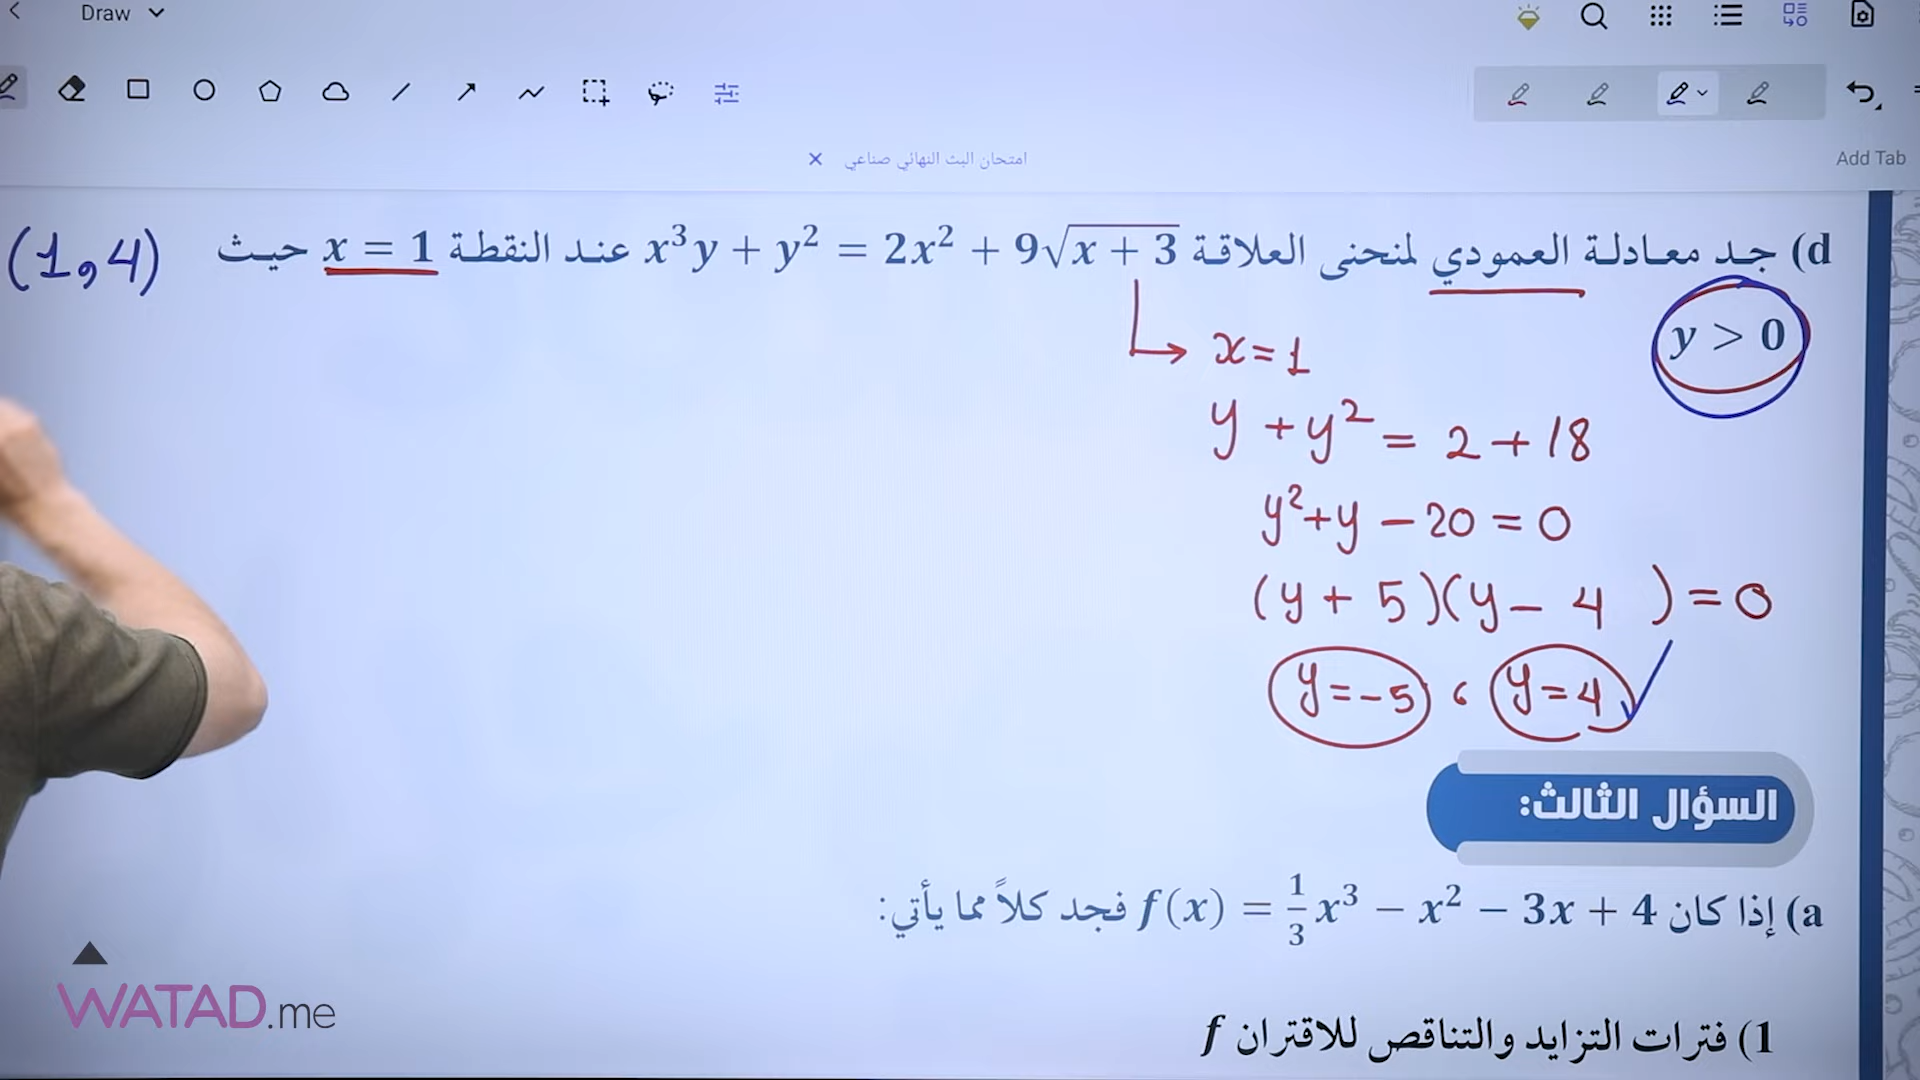 Draw
امتحان البث النهائي صناعي
Add Tab
d) جد معادلة العمودي لمنحنى العلاقة x³y + y² = 2x² + 9√(x + 3) عند النقطة x = 1 حيث (1,4)
y > 0
x = 1
y + y² = 2 + 18
y² + y − 20 = 0
(y + 5)(y − 4) = 0
y = −5 ، y = 4 ✓
السؤال الثالث:
a) إذا كان f(x) = 1/3 x³ − x² − 3x + 4 فجد كلاً مما يأتي:
1) فترات التزايد والتناقص للاقتران f
WATAD.me